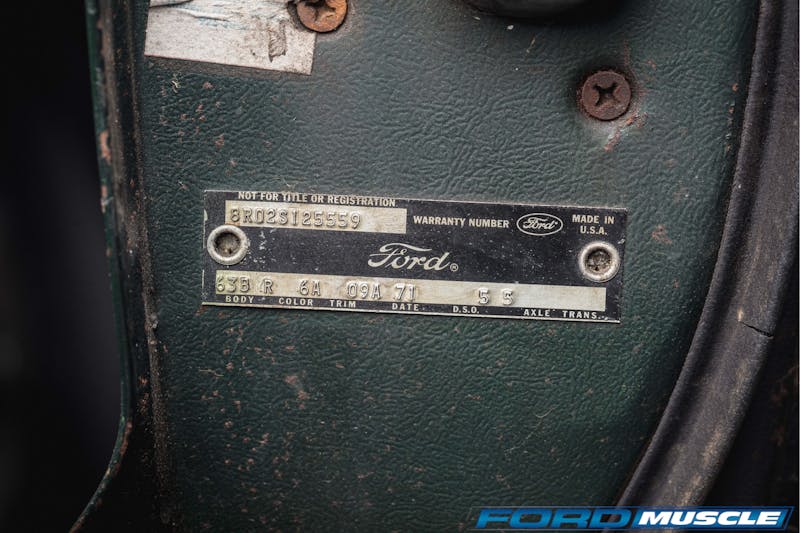 NOT FOR TITLE OR REGISTRATION
8R02S125559
WARRANTY NUMBER
Ford
MADE IN
U.S.A.
Ford®
63B R 6A 09A 71 5 5
BODY COLOR TRIM DATE D.S.O. AXLE TRANS.
FORD MUSCLE